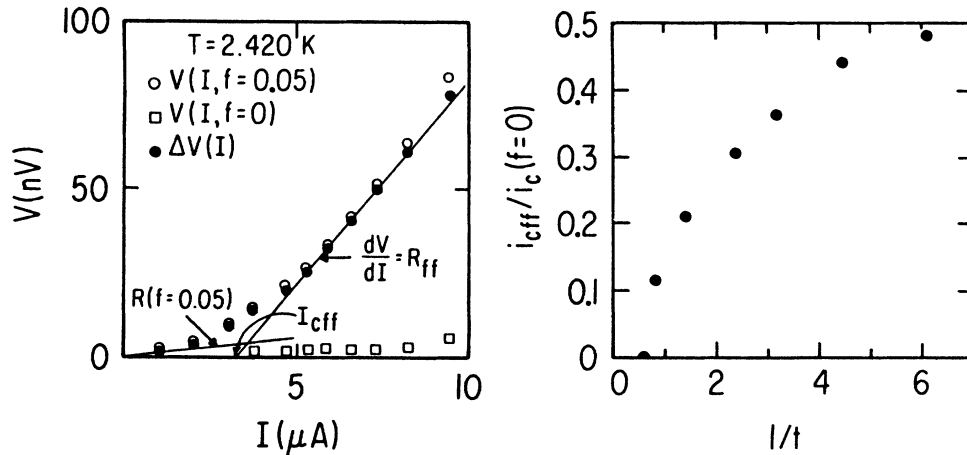 100
T=2.420 K
○ V(I, f=0.05)
□ V(I, f=0)
● ΔV(I)
V(nV)
50
dV/dI = Rff
R(f=0.05)
Icff
0
5
10
I(μA)
0.5
0.4
0.3
0.2
0.1
0
icff/ic(f=0)
0
2
4
6
1/t